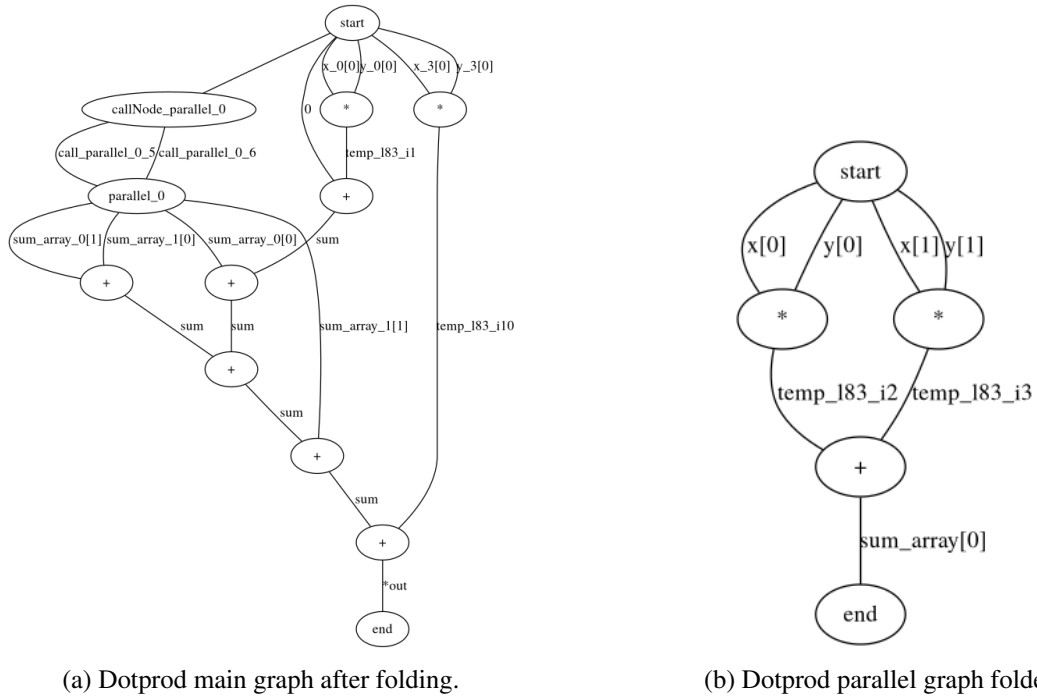 start
x_0[0]
y_0[0]
x_3[0]
y_3[0]
callNode_parallel_0
0
*
*
call_parallel_0_5
call_parallel_0_6
temp_l83_i1
parallel_0
+
sum_array_0[1]
sum_array_1[0]
sum_array_0[0]
sum
+
+
sum
sum
sum_array_1[1]
temp_l83_i10
+
sum
+
sum
+
*out
end
(a) Dotprod main graph after folding.
start
x[0]
y[0]
x[1]
y[1]
*
*
temp_l83_i2
temp_l83_i3
+
sum_array[0]
end
(b) Dotprod parallel graph folde